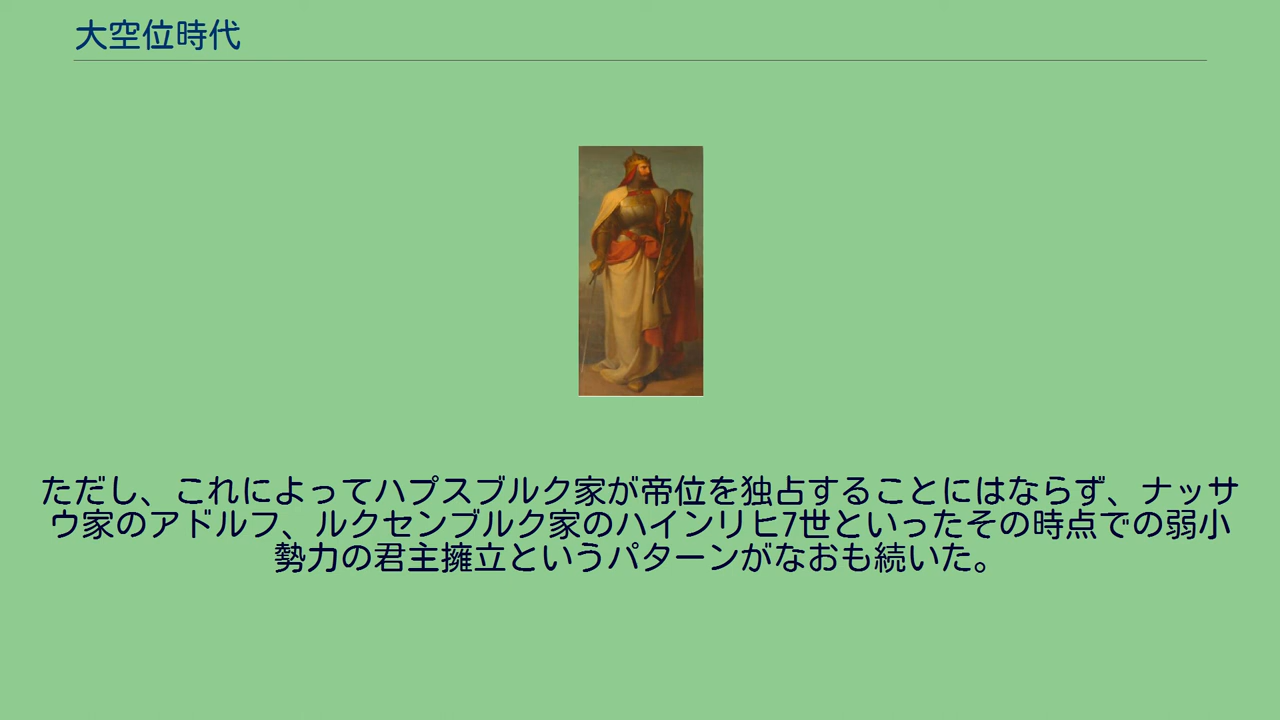 大空位時代
ただし、これによってハプスブルク家が帝位を独占することにはならず、ナッサ
ウ家のアドルフ、ルクセンブルク家のハインリヒ7世といったその時点での弱小
勢力の君主擁立というパターンがなおも続いた。